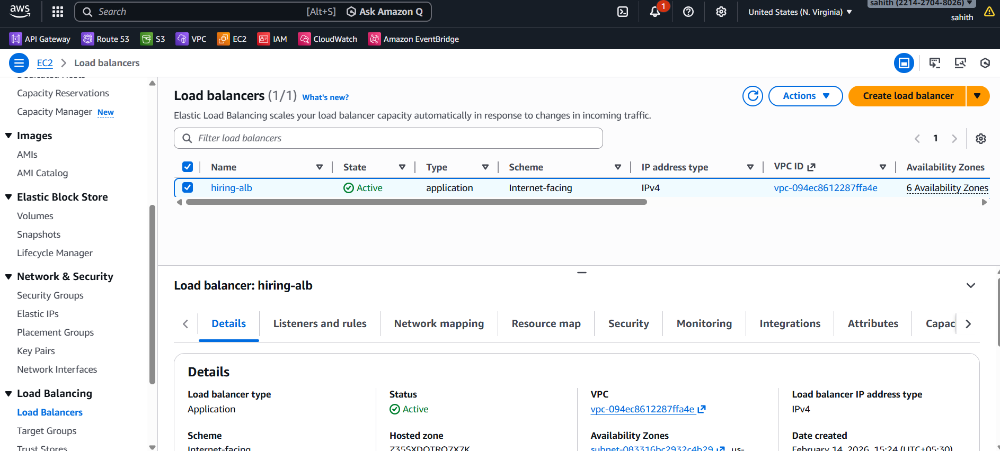 aws
Search [Alt+S] Ask Amazon Q
1
United States (N. Virginia)
sahith (2214-2704-8026)
sahith
API Gateway Route 53 S3 VPC EC2 IAM CloudWatch Amazon EventBridge
EC2 > Load balancers
Dedicated Hosts
Capacity Reservations
Capacity Manager New
Images
AMIs
AMI Catalog
Elastic Block Store
Volumes
Snapshots
Lifecycle Manager
Network & Security
Security Groups
Elastic IPs
Placement Groups
Key Pairs
Network Interfaces
Load Balancing
Load Balancers
Target Groups
Trust Stores
Load balancers (1/1) What's new?
Actions
Create load balancer
Elastic Load Balancing scales your load balancer capacity automatically in response to changes in incoming traffic.
Filter load balancers
1
Name State Type Scheme IP address type VPC ID Availability Zones
hiring-alb Active application Internet-facing IPv4 vpc-094ec8612287ffa4e 6 Availability Zones
Load balancer: hiring-alb
Details Listeners and rules Network mapping Resource map Security Monitoring Integrations Attributes Capac
Details
Load balancer type
Application
Status
Active
VPC
vpc-094ec8612287ffa4e
Load balancer IP address type
IPv4
Scheme
Internet-facing
Hosted zone
Z35SXDOTRQ7X7K
Availability Zones
subnet-083316bc2932c4b29 us-
Date created
February 14, 2026, 15:24 (UTC+05:30)